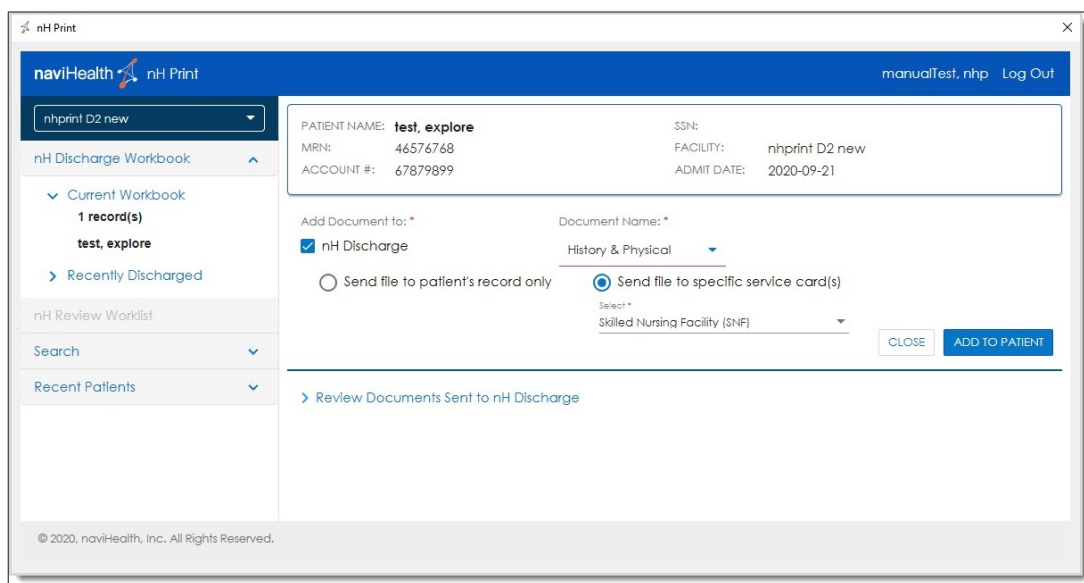 nH Print
naviHealth nH Print
manualTest, nhp Log Out
nhprint D2 new
nH Discharge Workbook
Current Workbook
1 record(s)
test, explore
Recently Discharged
nH Review Worklist
Search
Recent Patients
PATIENT NAME: test, explore
MRN: 46576768
ACCOUNT #: 67879899
SSN:
FACILITY: nhprint D2 new
ADMIT DATE: 2020-09-21
Add Document to: *
nH Discharge
Document Name: *
History & Physical
Send file to patient's record only
Send file to specific service card(s)
Select *
Skilled Nursing Facility (SNF)
CLOSE
ADD TO PATIENT
Review Documents Sent to nH Discharge
© 2020, naviHealth, Inc. All Rights Reserved.